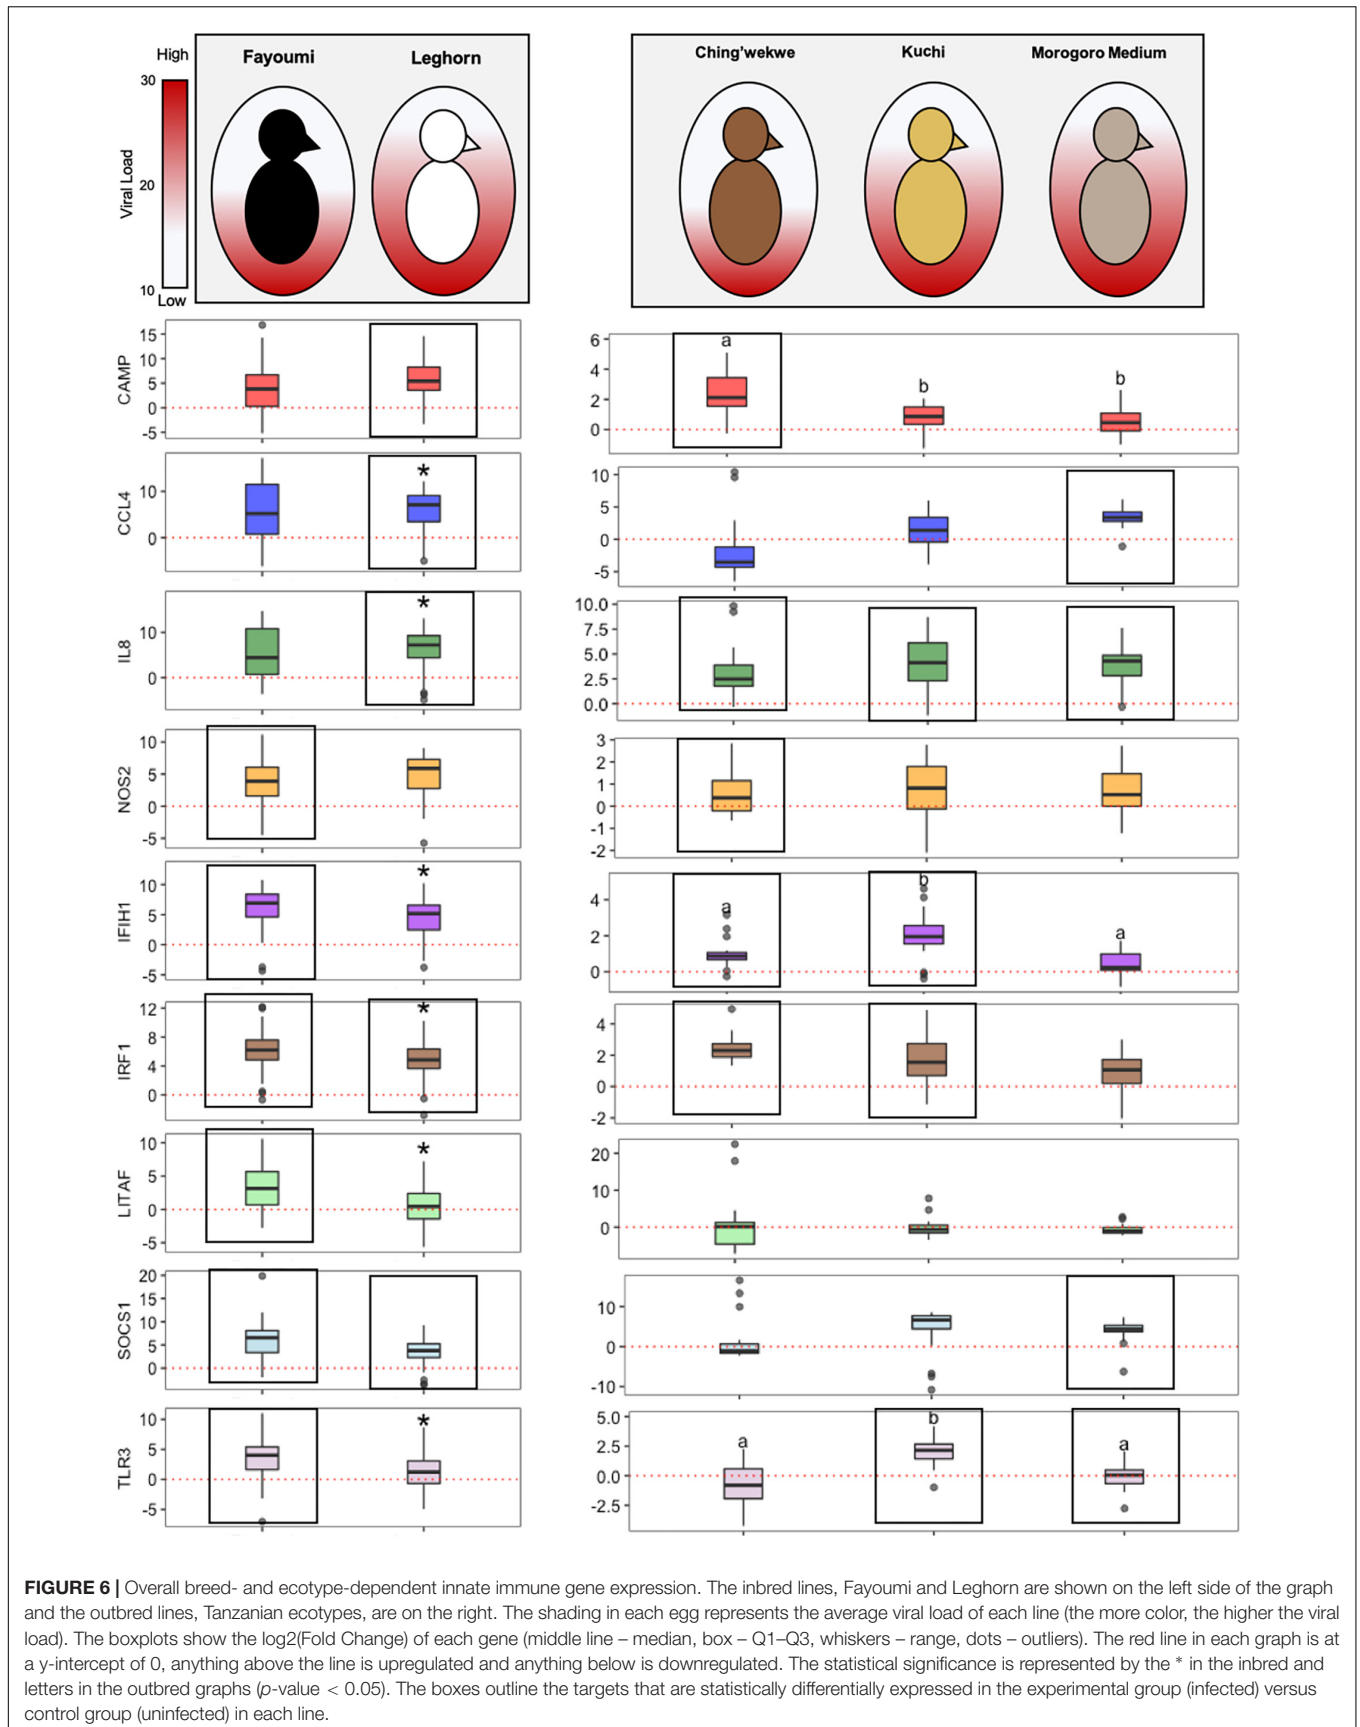 High
30
20
10
Low
Viral Load
Fayoumi
Leghorn
Ching'wekwe
Kuchi
Morogoro Medium
CAMP
15
10
5
0
-5
6
4
2
0
a
b
b
CCL4
10
0
*
10
5
0
-5
IL8
10
0
*
10.0
7.5
5.0
2.5
0.0
NOS2
10
5
0
-5
3
2
1
0
-1
-2
IFIH1
10
5
0
-5
*
4
2
0
a
b
a
IRF1
12
8
4
0
*
4
2
0
-2
LITAF
10
5
0
-5
*
20
10
0
SOCS1
20
15
10
5
0
10
0
-10
TLR3
10
5
0
-5
*
5.0
2.5
0.0
-2.5
a
b
a
FIGURE 6 | Overall breed- and ecotype-dependent innate immune gene expression. The inbred lines, Fayoumi and Leghorn are shown on the left side of the graph
and the outbred lines, Tanzanian ecotypes, are on the right. The shading in each egg represents the average viral load of each line (the more color, the higher the viral
load). The boxplots show the log2(Fold Change) of each gene (middle line – median, box – Q1–Q3, whiskers – range, dots – outliers). The red line in each graph is at
a y-intercept of 0, anything above the line is upregulated and anything below is downregulated. The statistical significance is represented by the * in the inbred and
letters in the outbred graphs (p-value < 0.05). The boxes outline the targets that are statistically differentially expressed in the experimental group (infected) versus
control group (uninfected) in each line.